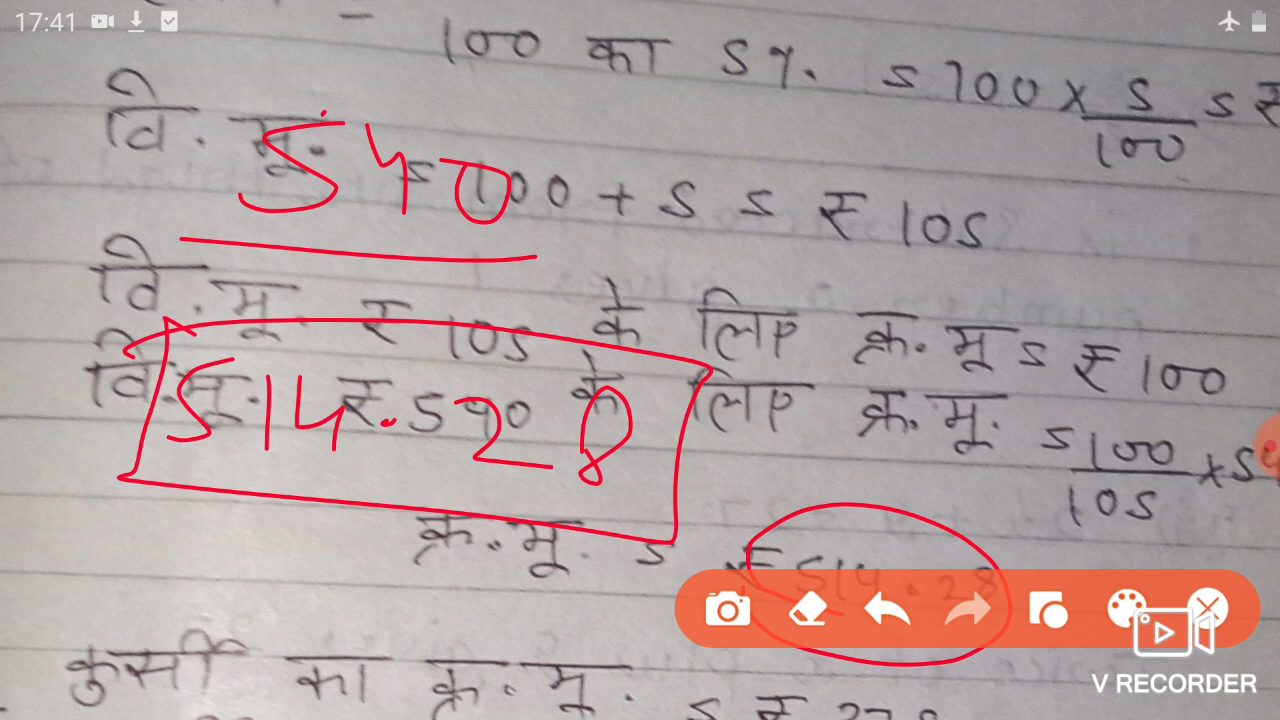 17:41
100 का 5%. = 100 × 5/100 = ₹
वि. मू. = 100 + 5 = ₹ 105
540
वि. मू. ₹ 105 के लिए क्र. मू = ₹ 100
वि. मू. ₹. 540 के लिए क्र. मू. = 100/105 × 5
514.28
क्र. मू. = ₹ 514.28
कुर्सी का क्र. मू. = ₹
V RECORDER